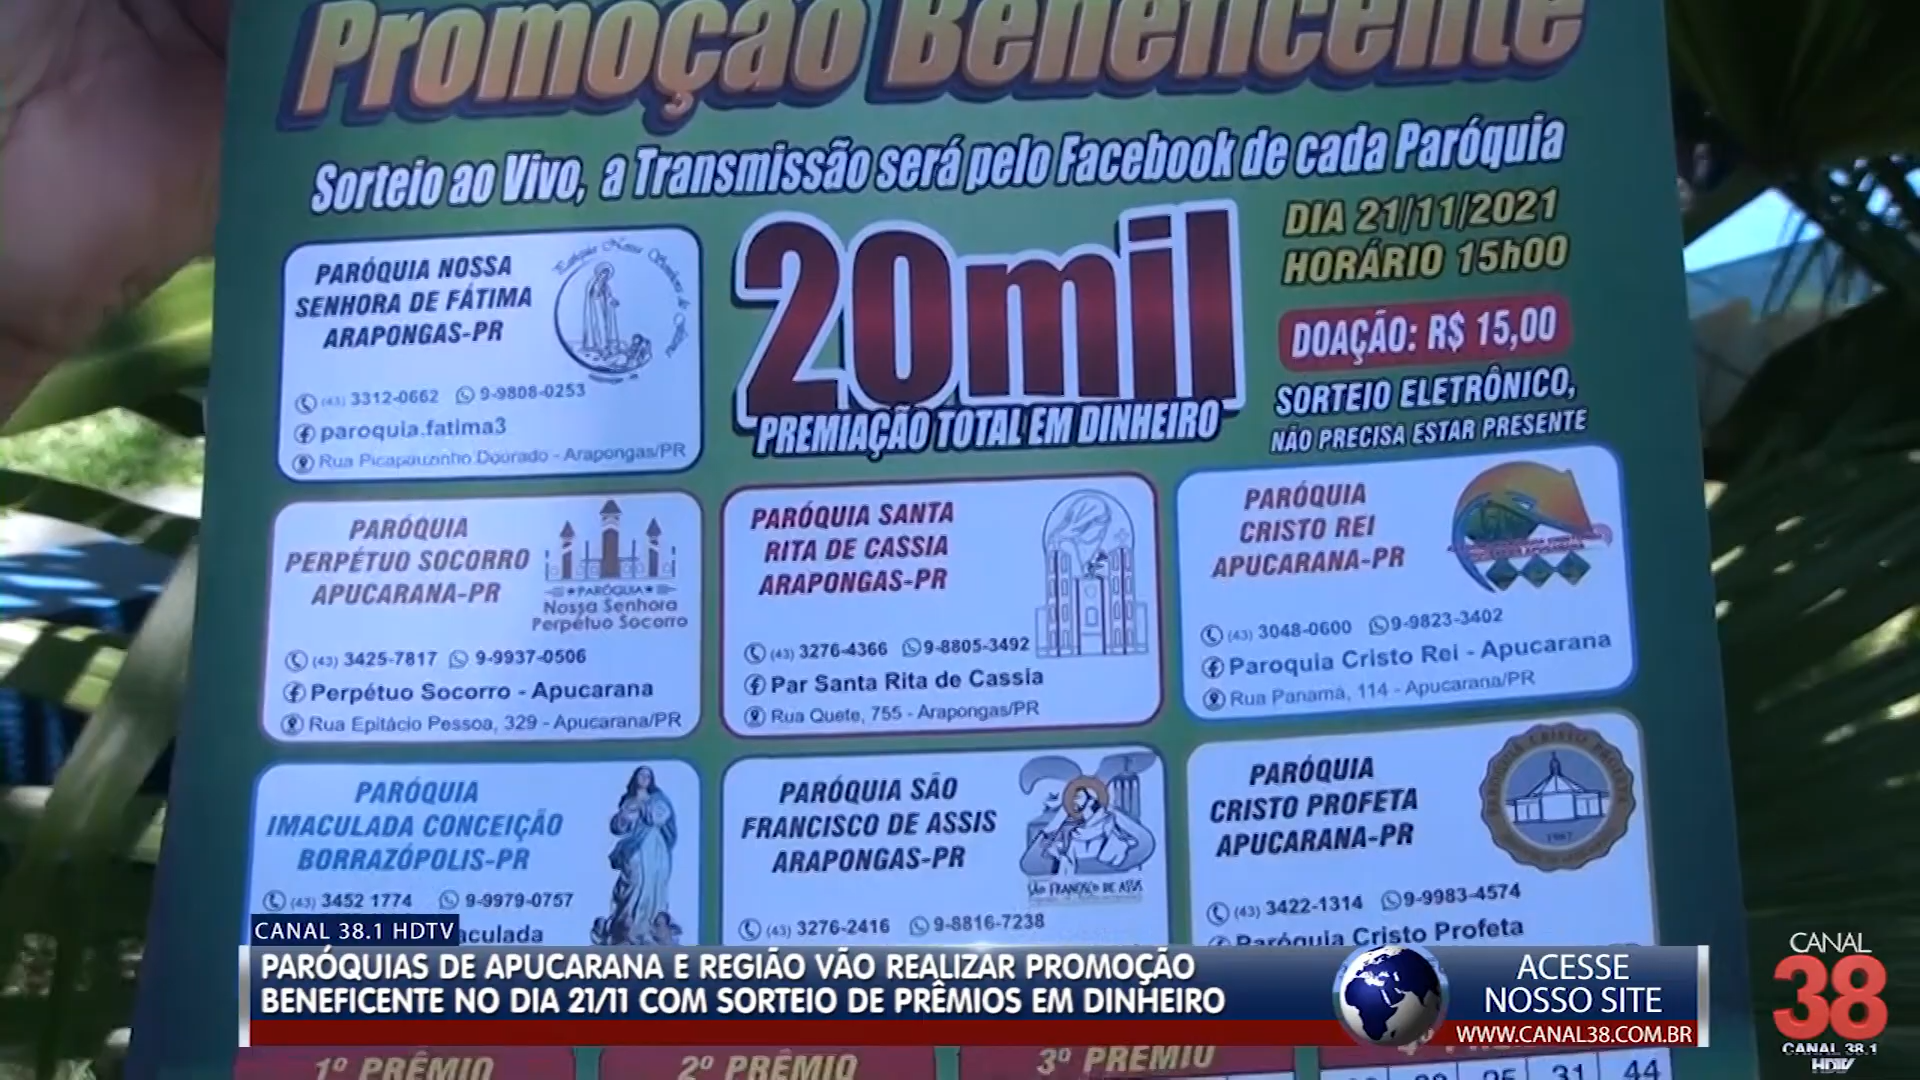 Promoção Beneficente
Sorteio ao Vivo, a Transmissão será pelo Facebook de cada Paróquia
PARÓQUIA NOSSA
SENHORA DE FÁTIMA
ARAPONGAS-PR
(43) 3312-0662 9-9808-0253
paroquia.fatima3
Rua Picapauzinho Dourado - Arapongas/PR
20mil
PREMIAÇÃO TOTAL EM DINHEIRO
DIA 21/11/2021
HORÁRIO 15h00
DOAÇÃO: R$ 15,00
SORTEIO ELETRÔNICO,
NÃO PRECISA ESTAR PRESENTE
PARÓQUIA
PERPÉTUO SOCORRO
APUCARANA-PR
PARÓQUIA
Nossa Senhora
Perpétuo Socorro
(43) 3425-7817 9-9937-0506
Perpétuo Socorro - Apucarana
Rua Epitácio Pessoa, 329 - Apucarana/PR
PARÓQUIA SANTA
RITA DE CASSIA
ARAPONGAS-PR
(43) 3276-4366 9-8805-3492
Par Santa Rita de Cassia
Rua Quete, 755 - Arapongas/PR
PARÓQUIA
CRISTO REI
APUCARANA-PR
(43) 3048-0600 9-9823-3402
Paroquia Cristo Rei - Apucarana
Rua Panamá, 114 - Apucarana/PR
PARÓQUIA
IMACULADA CONCEIÇÃO
BORRAZÓPOLIS-PR
(43) 3452 1774 9-9979-0757
aculada
PARÓQUIA SÃO
FRANCISCO DE ASSIS
ARAPONGAS-PR
SÃO FRANCISCO DE ASSIS
(43) 3276-2416 9-8816-7238
PARÓQUIA
CRISTO PROFETA
APUCARANA-PR
PARÓQUIA CRISTO PROFETA
1967
(43) 3422-1314 9-9983-4574
Paróquia Cristo Profeta
CANAL 38.1 HDTV
PARÓQUIAS DE APUCARANA E REGIÃO VÃO REALIZAR PROMOÇÃO
BENEFICENTE NO DIA 21/11 COM SORTEIO DE PRÊMIOS EM DINHEIRO
ACESSE
NOSSO SITE
WWW.CANAL38.COM.BR
CANAL
38
CANAL 38.1
HDTV
1º PRÊMIO
2º PRÊMIO
3º PRÊMIO
31 44